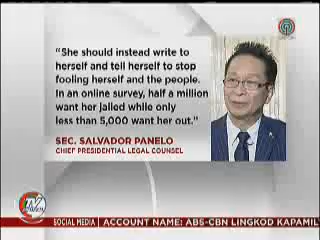 “She should instead write to
herself and tell herself to stop
fooling herself and the people.
In an online survey, half a million
want her jailed while only
less than 5,000 want her out.”
SEC. SALVADOR PANELO
CHIEF PRESIDENTIAL LEGAL COUNSEL
TV
SOCIAL MEDIA | ACCOUNT NAME: ABS-CBN LINGKOD KAPAMIL